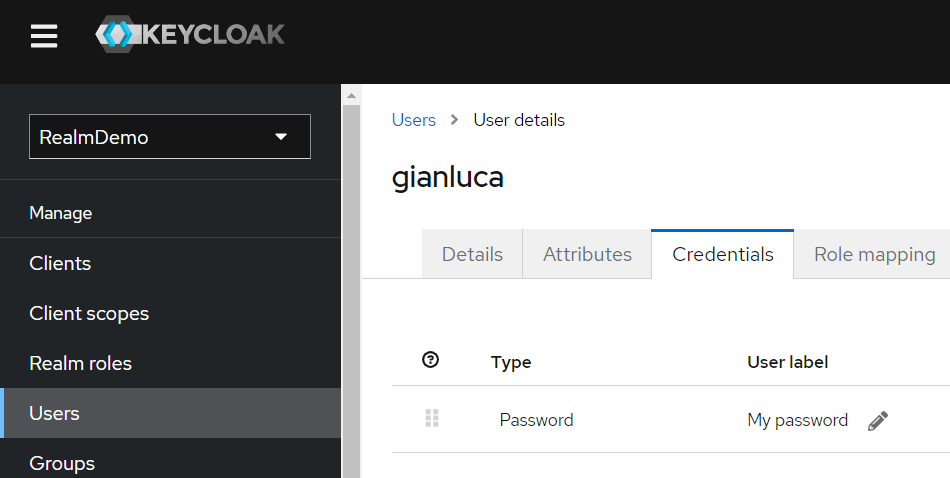 KEYCLOAK
RealmDemo
Manage
Clients
Client scopes
Realm roles
Users
Groups
Users > User details
gianluca
Details Attributes Credentials Role mapping
Type User label
Password My password